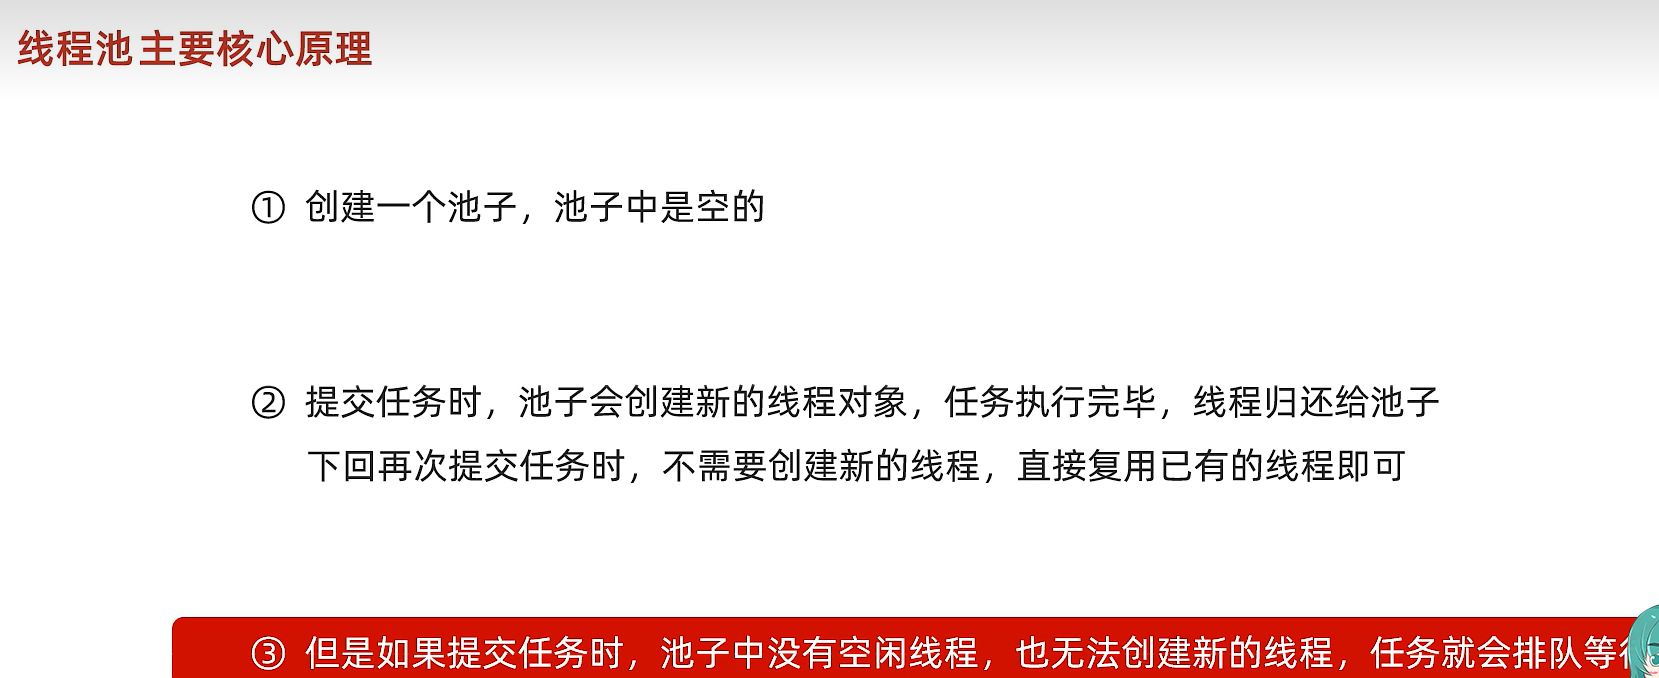 线程池主要核心原理
① 创建一个池子，池子中是空的
② 提交任务时，池子会创建新的线程对象，任务执行完毕，线程归还给池子
下回再次提交任务时，不需要创建新的线程，直接复用已有的线程即可
③ 但是如果提交任务时，池子中没有空闲线程，也无法创建新的线程，任务就会排队等